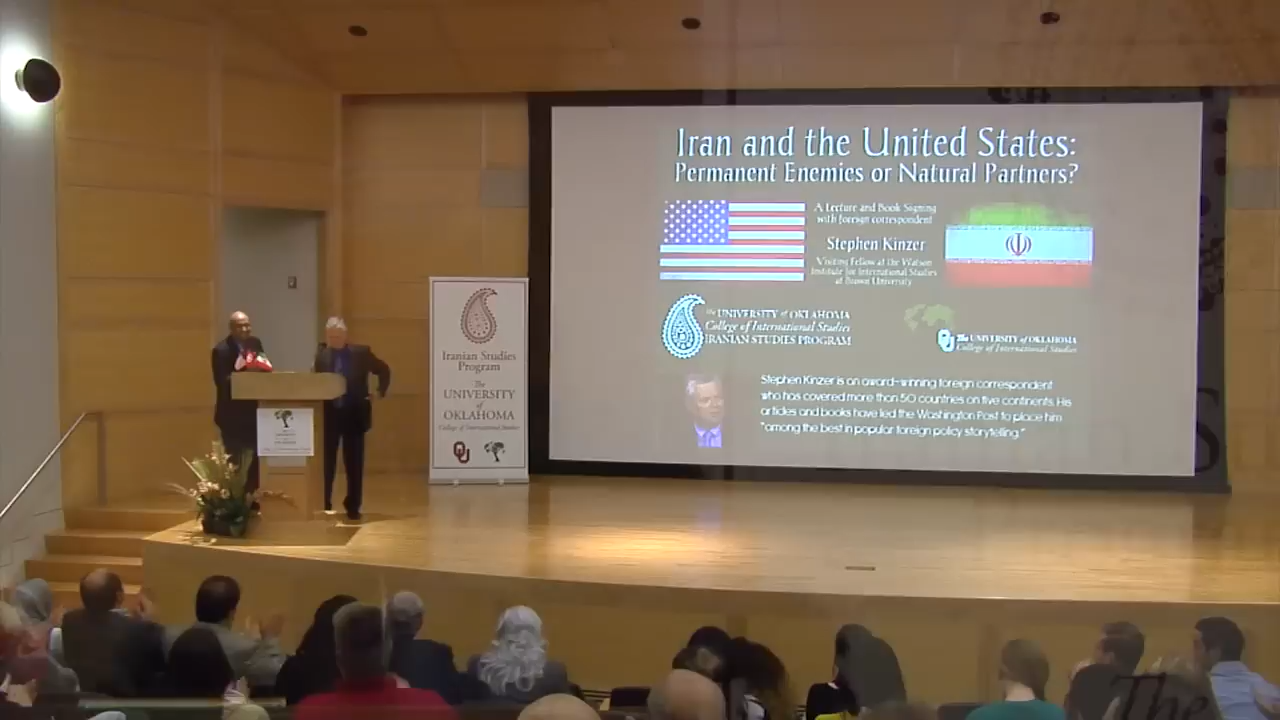 Iran and the United States:
Permanent Enemies or Natural Partners?
A Lecture and Book Signing
with foreign correspondent
Stephen Kinzer
Visiting Fellow at the Watson
Institute for International Studies
at Brown University
The UNIVERSITY of OKLAHOMA
College of International Studies
IRANIAN STUDIES PROGRAM
The UNIVERSITY of OKLAHOMA
College of International Studies
Stephen Kinzer is an award-winning foreign correspondent
who has covered more than 50 countries on five continents. His
articles and books have led the Washington Post to place him
"among the best in popular foreign policy storytelling."
Iranian Studies
Program
The
UNIVERSITY
of
OKLAHOMA
College of International Studies
The